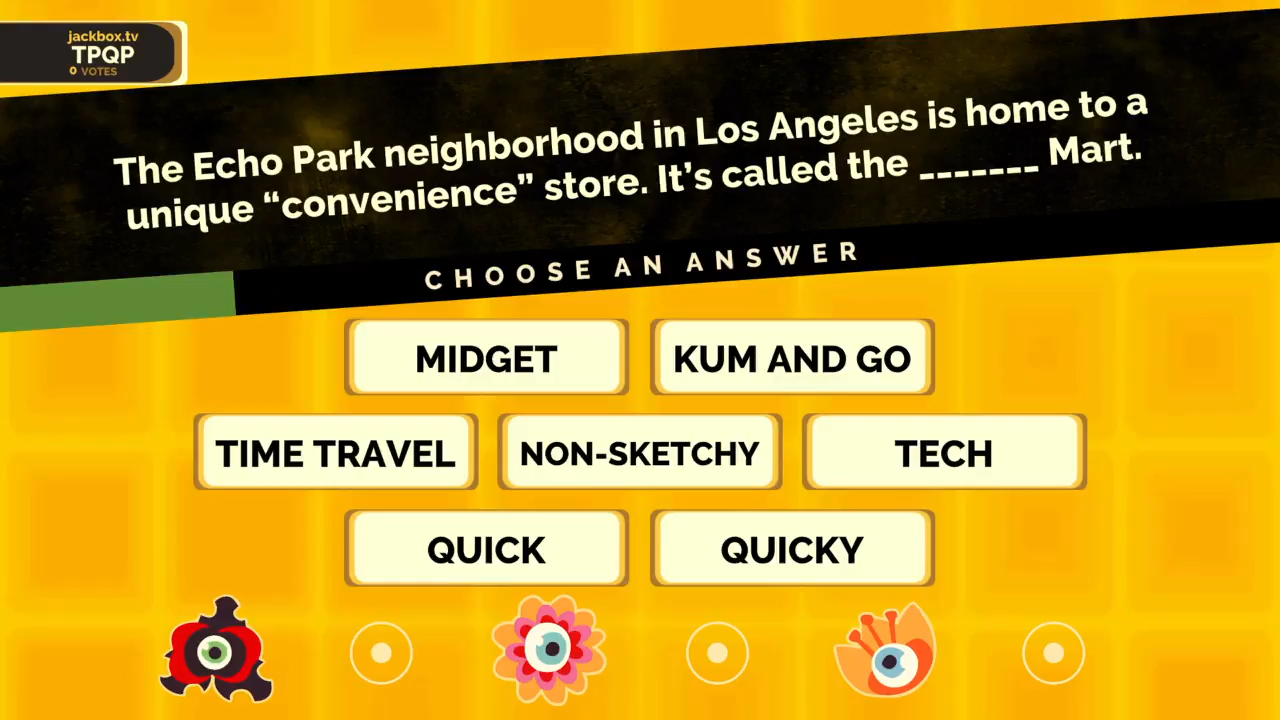 jackbox.tv
TPQP
0 VOTES
The Echo Park neighborhood in Los Angeles is home to a
unique “convenience” store. It’s called the _______ Mart.
CHOOSE AN ANSWER
MIDGET
KUM AND GO
TIME TRAVEL
NON-SKETCHY
TECH
QUICK
QUICKY